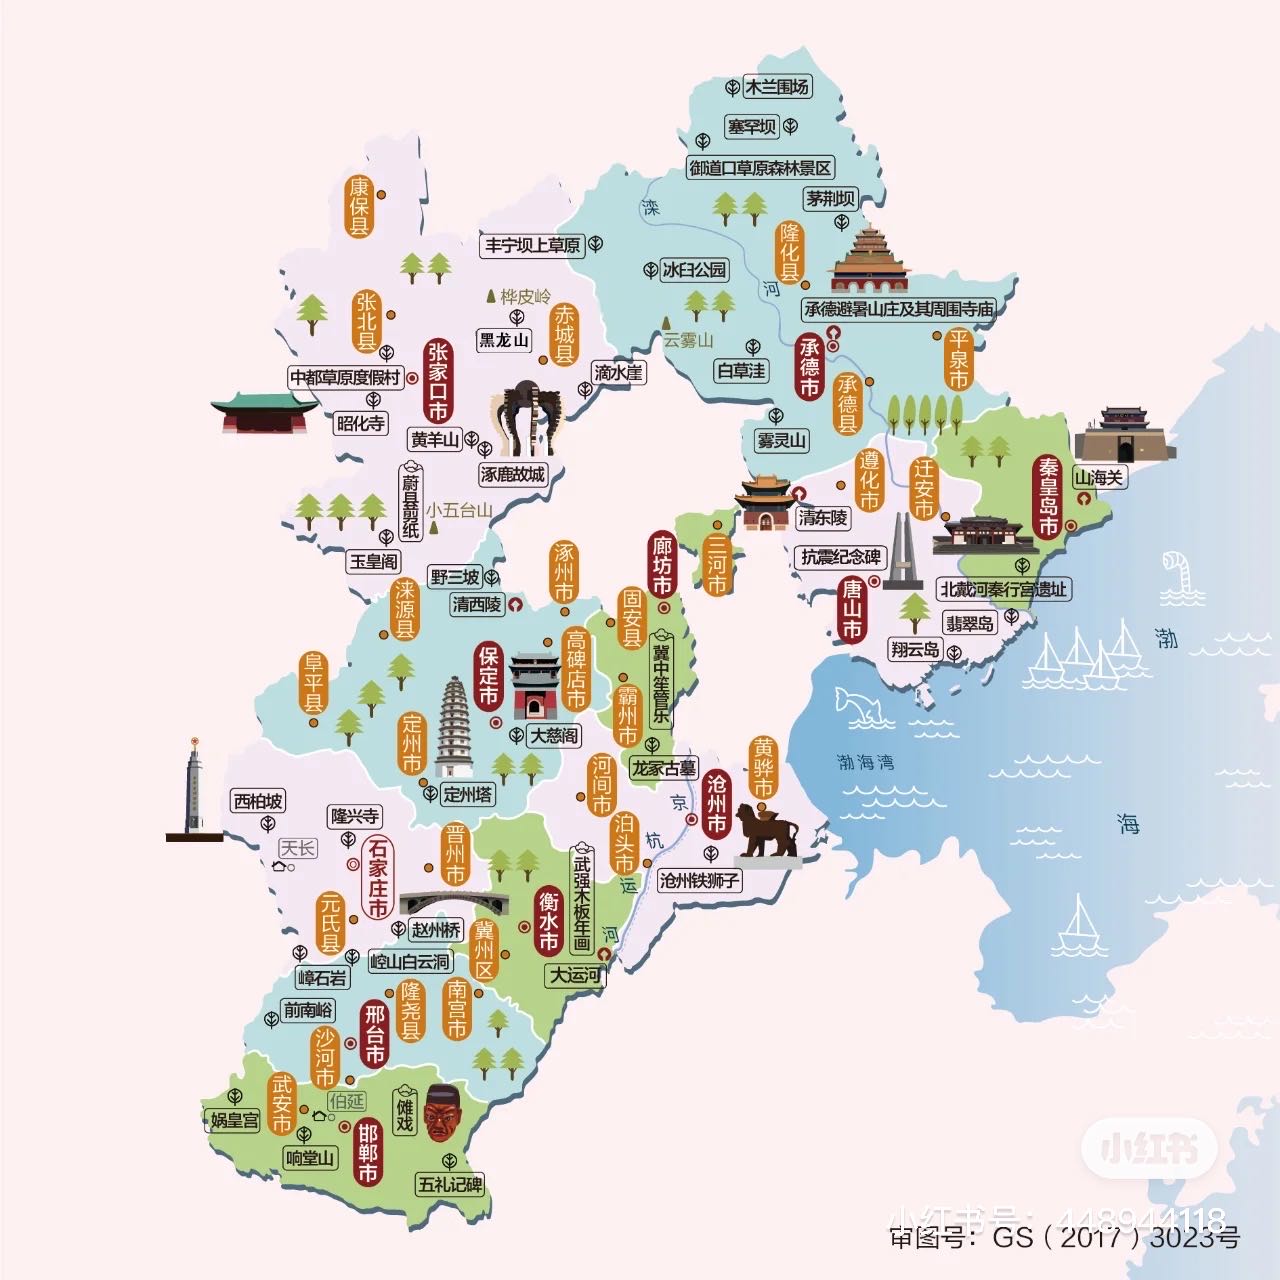 木兰围场
塞罕坝
御道口草原森林景区
茅荆坝
康保县
丰宁坝上草原
滦
河
隆化县
冰臼公园
承德避暑山庄及其周围寺庙
桦皮岭
张北县
黑龙山
赤城县
云雾山
承德市
平泉市
张家口市
中都草原度假村
滴水崖
白草洼
承德县
昭化寺
黄羊山
雾灵山
涿鹿故城
遵化市
迁安市
秦皇岛市
山海关
蔚县剪纸
小五台山
清东陵
玉皇阁
野三坡
涿州市
廊坊市
三河市
抗震纪念碑
涞源县
清西陵
固安县
唐山市
北戴河秦行宫遗址
翡翠岛
翔云岛
渤
海
阜平县
保定市
高碑店市
冀中笙管乐
霸州市
定州市
大慈阁
渤海湾
龙冢古墓
黄骅市
河间市
定州塔
沧州市
京
杭
运
河
西柏坡
隆兴寺
泊头市
天长
石家庄市
晋州市
武强木板年画
沧州铁狮子
元氏县
赵州桥
冀州区
衡水市
嶂石岩
崆山白云洞
大运河
前南峪
隆尧县
南宫市
邢台市
沙河市
武安市
伯延
傩戏
娲皇宫
邯郸市
响堂山
五礼记碑
小红书
小红书号：448944118
审图号：GS（2017）3023号